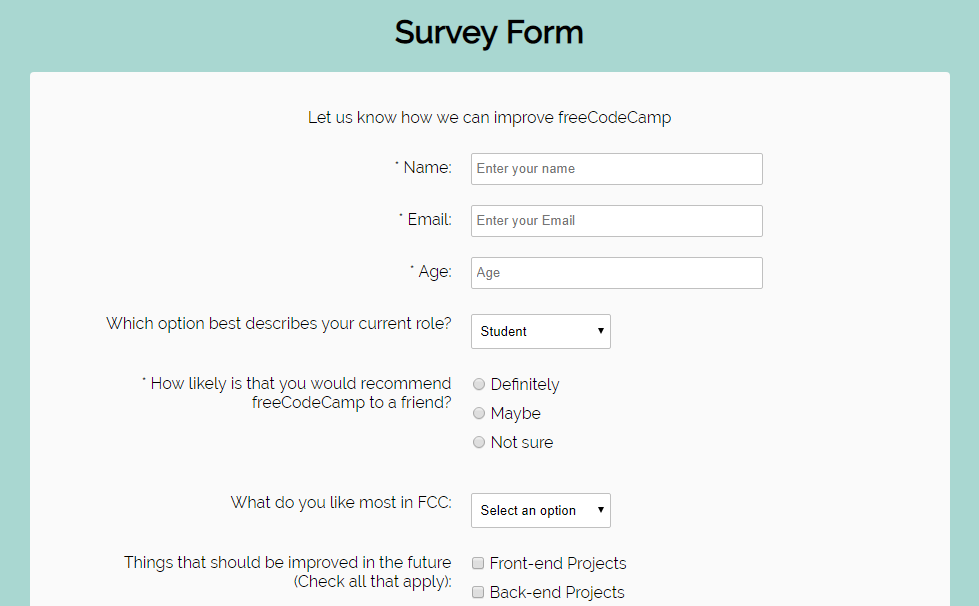 Survey Form
Let us know how we can improve freeCodeCamp
* Name: Enter your name
* Email: Enter your Email
* Age: Age
Which option best describes your current role? Student
* How likely is that you would recommend
freeCodeCamp to a friend?
Definitely
Maybe
Not sure
What do you like most in FCC: Select an option
Things that should be improved in the future
(Check all that apply):
Front-end Projects
Back-end Projects